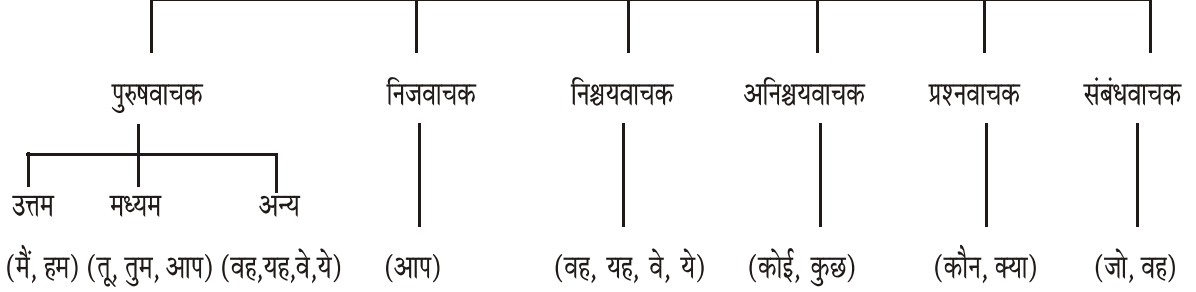 पुरुषवाचक निजवाचक निश्चयवाचक अनिश्चयवाचक प्रश्नवाचक संबंधवाचक
उत्तम मध्यम अन्य
(मैं, हम) (तू, तुम, आप) (वह,यह,वे,ये) (आप) (वह, यह, वे, ये) (कोई, कुछ) (कौन, क्या) (जो, वह)